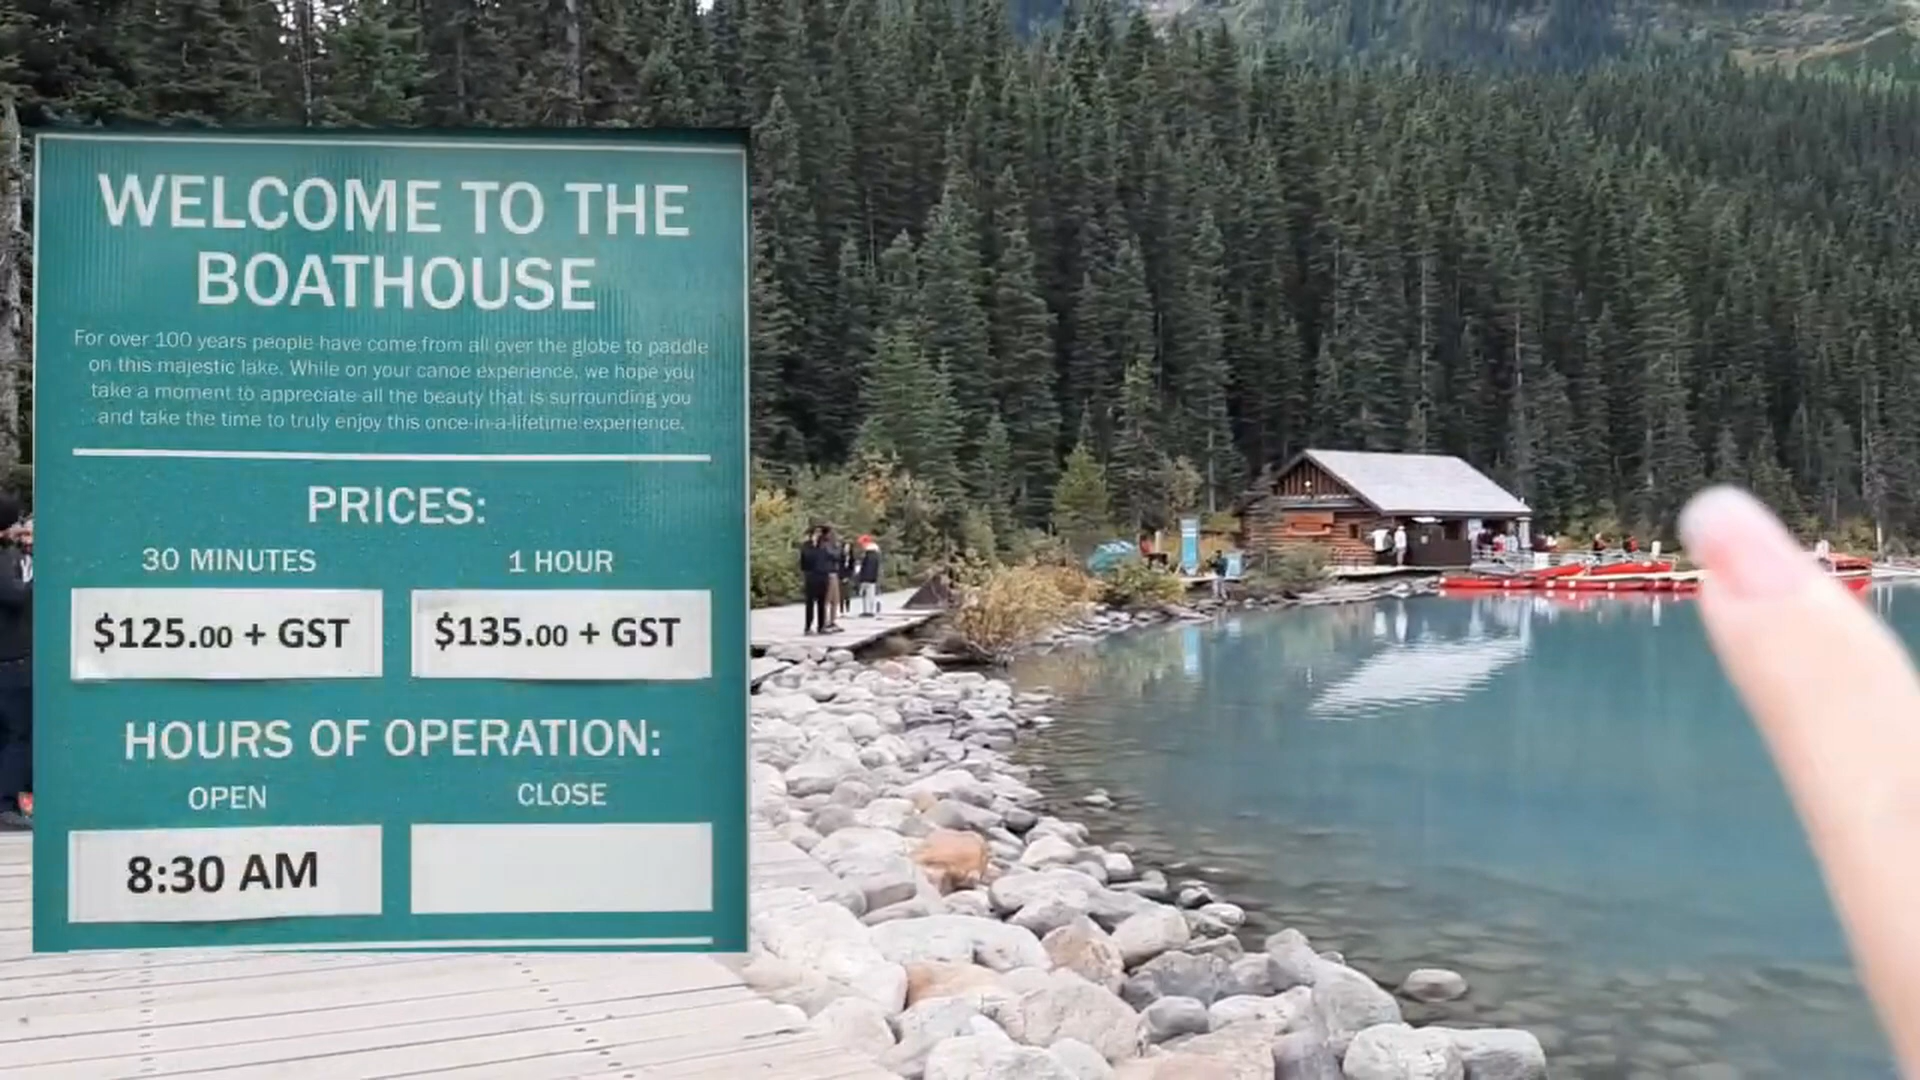 WELCOME TO THE
BOATHOUSE
For over 100 years people have come from all over the globe to paddle
on this majestic lake. While on your canoe experience, we hope you
take a moment to appreciate all the beauty that is surrounding you
and take the time to truly enjoy this once-in-a-lifetime experience.
PRICES:
30 MINUTES
1 HOUR
$125.00 + GST
$135.00 + GST
HOURS OF OPERATION:
OPEN
CLOSE
8:30 AM